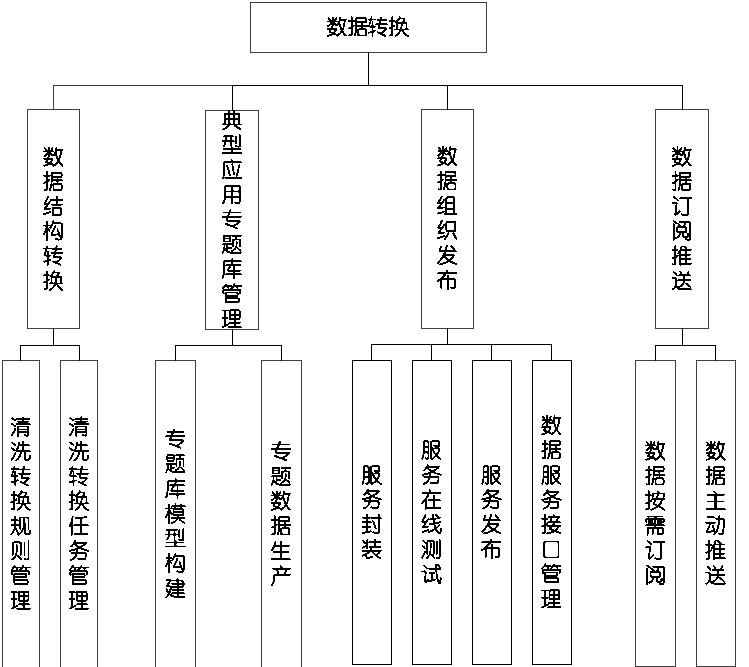 数据转换
数据结构转换
典型应用专题库管理
数据组织发布
数据订阅推送
清洗转换规则管理
清洗转换任务管理
专题库模型构建
专题数据生产
服务封装
服务在线测试
服务发布
数据服务接口管理
数据按需订阅
数据主动推送